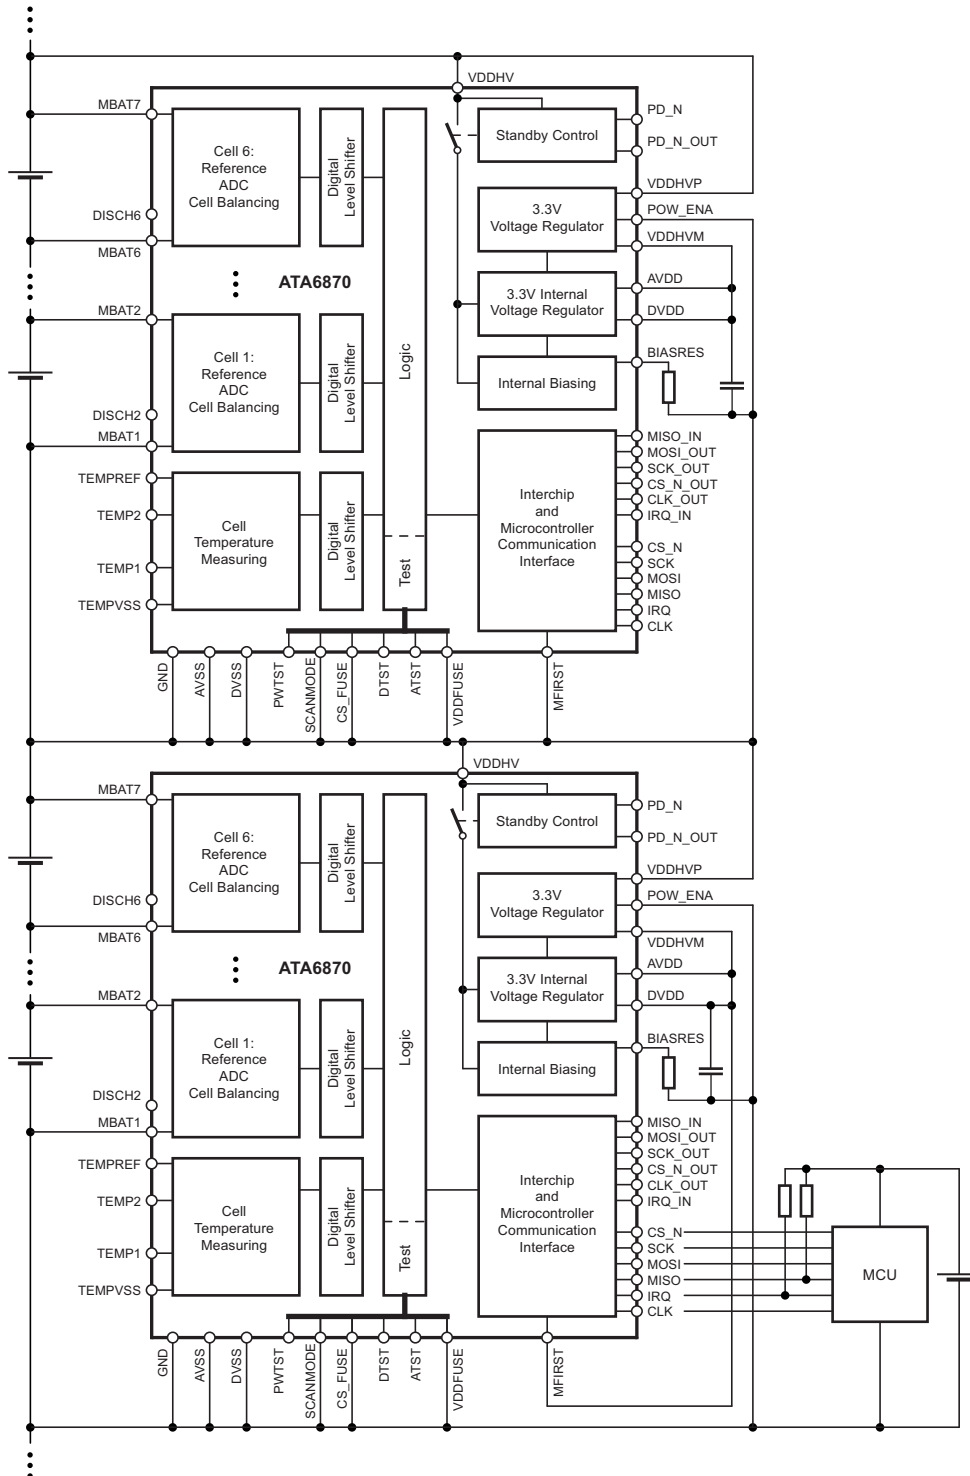 VDDHV
MBAT7
DISCH6
MBAT6
MBAT2
DISCH2
MBAT1
TEMPREF
TEMP2
TEMP1
TEMPVSS
Cell 6:
Reference
ADC
Cell Balancing
Digital
Level Shifter
ATA6870
Cell 1:
Reference
ADC
Cell Balancing
Digital
Level Shifter
Cell
Temperature
Measuring
Digital
Level Shifter
Logic
Test
Standby Control
3.3V
Voltage Regulator
3.3V Internal
Voltage Regulator
Internal Biasing
Interchip
and
Microcontroller
Communication
Interface
PD_N
PD_N_OUT
VDDHVP
POW_ENA
VDDHVM
AVDD
DVDD
BIASRES
MISO_IN
MOSI_OUT
SCK_OUT
CS_N_OUT
CLK_OUT
IRQ_IN
CS_N
SCK
MOSI
MISO
IRQ
CLK
GND
AVSS
DVSS
PWTST
SCANMODE
CS_FUSE
DTST
ATST
VDDFUSE
MFIRST
VDDHV
MBAT7
DISCH6
MBAT6
MBAT2
DISCH2
MBAT1
TEMPREF
TEMP2
TEMP1
TEMPVSS
Cell 6:
Reference
ADC
Cell Balancing
Digital
Level Shifter
ATA6870
Cell 1:
Reference
ADC
Cell Balancing
Digital
Level Shifter
Cell
Temperature
Measuring
Digital
Level Shifter
Logic
Test
Standby Control
3.3V
Voltage Regulator
3.3V Internal
Voltage Regulator
Internal Biasing
Interchip
and
Microcontroller
Communication
Interface
PD_N
PD_N_OUT
VDDHVP
POW_ENA
VDDHVM
AVDD
DVDD
BIASRES
MISO_IN
MOSI_OUT
SCK_OUT
CS_N_OUT
CLK_OUT
IRQ_IN
CS_N
SCK
MOSI
MISO
IRQ
CLK
MCU
GND
AVSS
DVSS
PWTST
SCANMODE
CS_FUSE
DTST
ATST
VDDFUSE
MFIRST